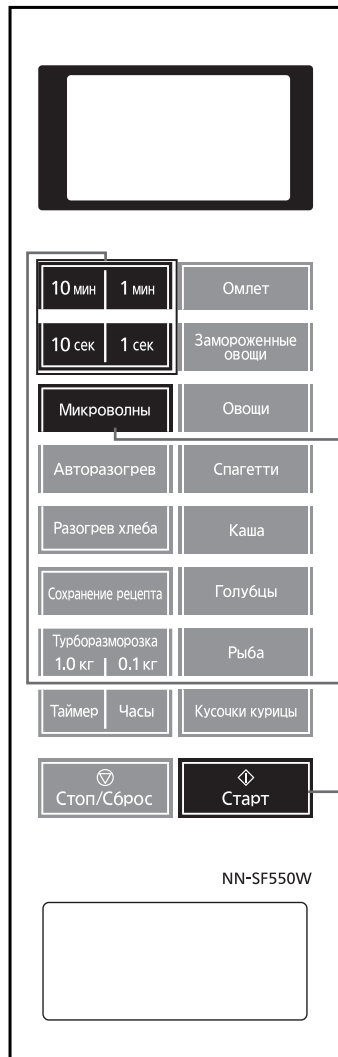 10 мин 1 мин
Омлет
10 сек 1 сек
Замороженные
овощи
Микроволны
Овощи
Авторазогрев
Спагетти
Разогрев хлеба
Каша
Сохранение рецепта
Голубцы
Турборазморозка
1.0 кг 0.1 кг
Рыба
Таймер Часы
Кусочки курицы
Стоп/Сброс
Старт
NN-SF550W